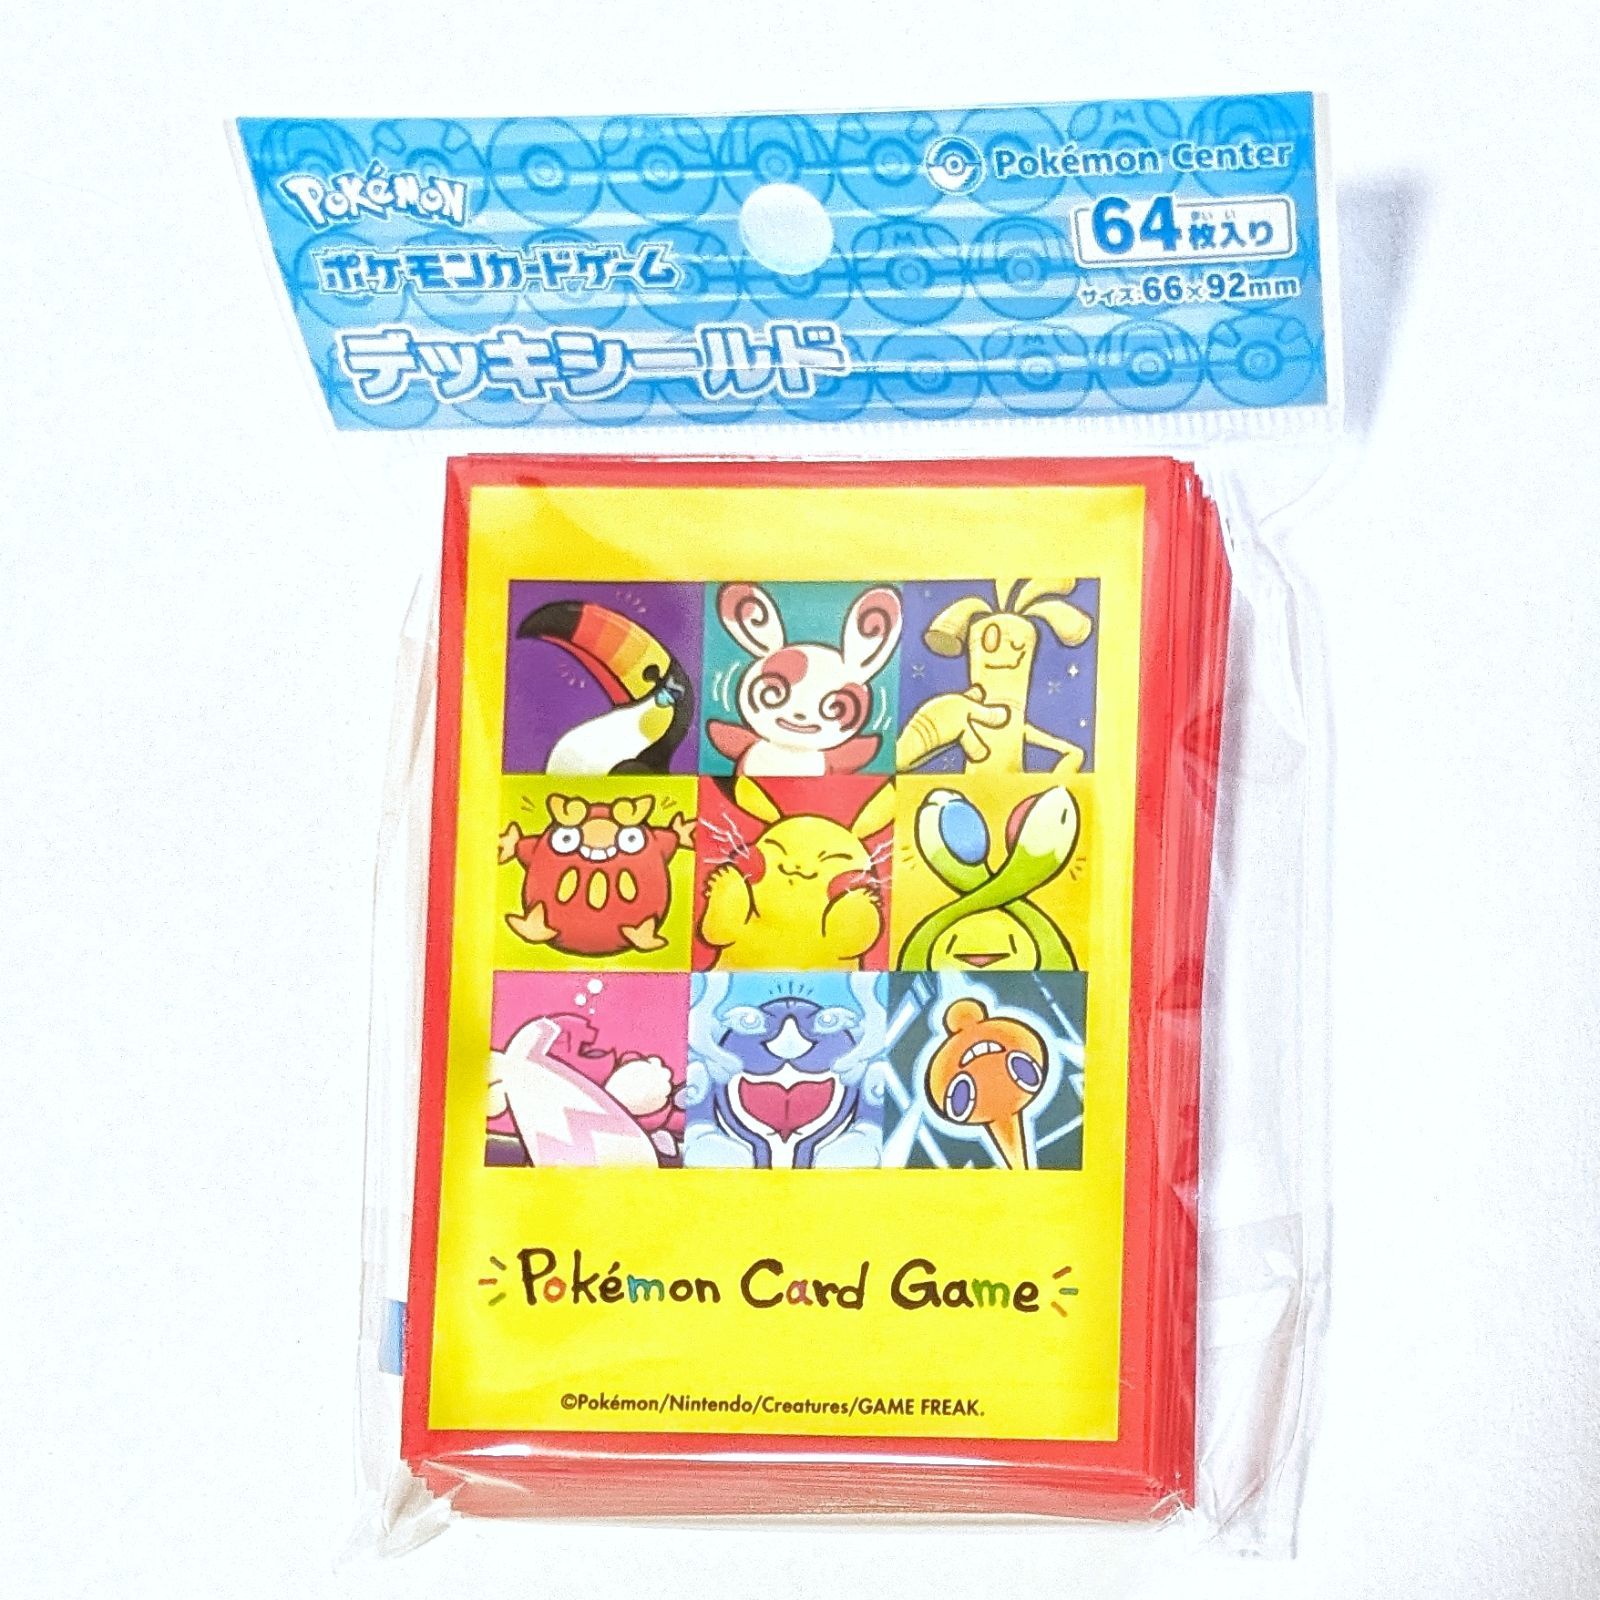 Pokémon
ポケモンカードゲーム
デッキシールド
Pokémon Center
64枚入り
サイズ:66×92mm
Pokémon Card Game
©Pokémon/Nintendo/Creatures/GAME FREAK.